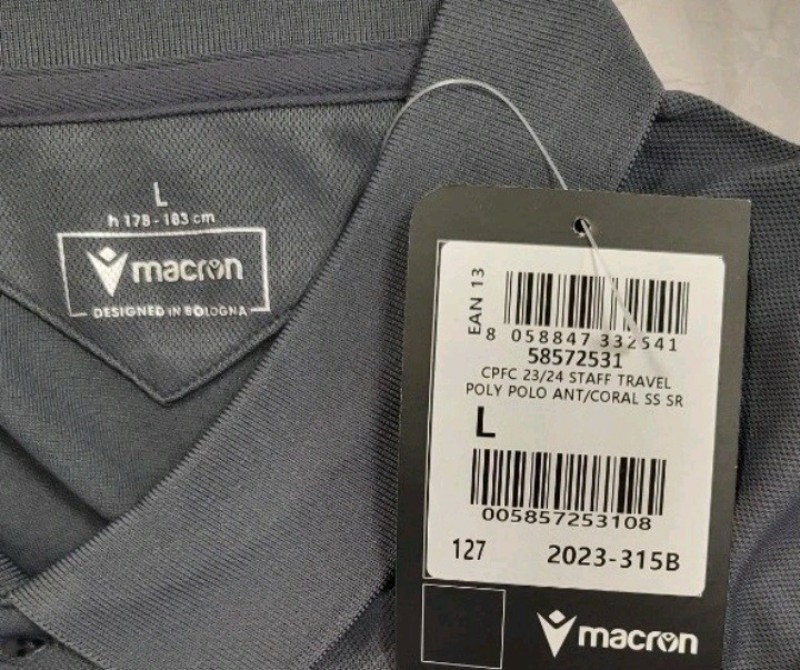 L
h 178 - 183 cm
macron
DESIGNED IN BOLOGNA
EAN 13
8 058847 332541
58572531
CPFC 23/24 STAFF TRAVEL
POLY POLO ANT/CORAL SS SR
L
005857253108
127 2023-315B
macron